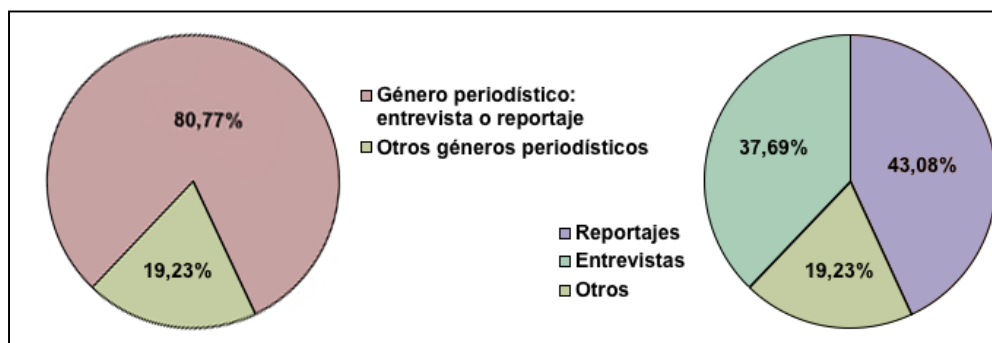 80,77%
19,23%
Género periodístico:
entrevista o reportaje
Otros géneros periodísticos
37,69%
43,08%
19,23%
Reportajes
Entrevistas
Otros